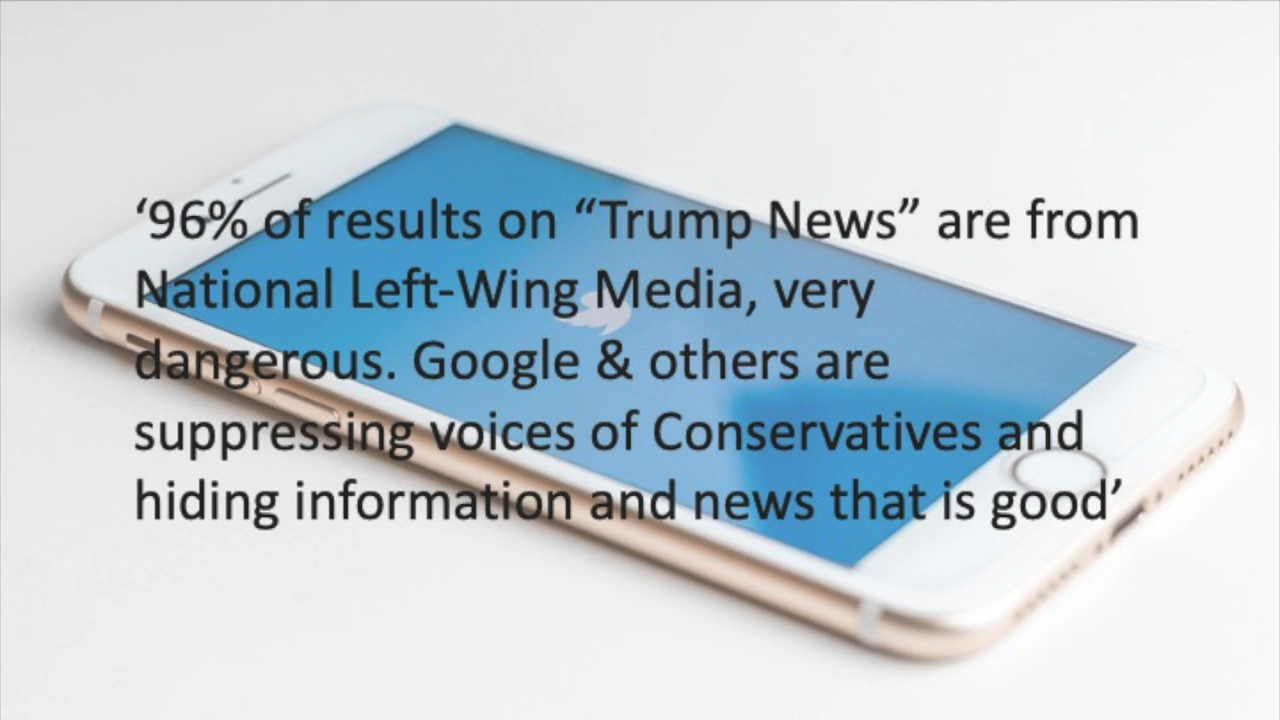 ‘96% of results on “Trump News” are from
National Left-Wing Media, very
dangerous. Google & others are
suppressing voices of Conservatives and
hiding information and news that is good’